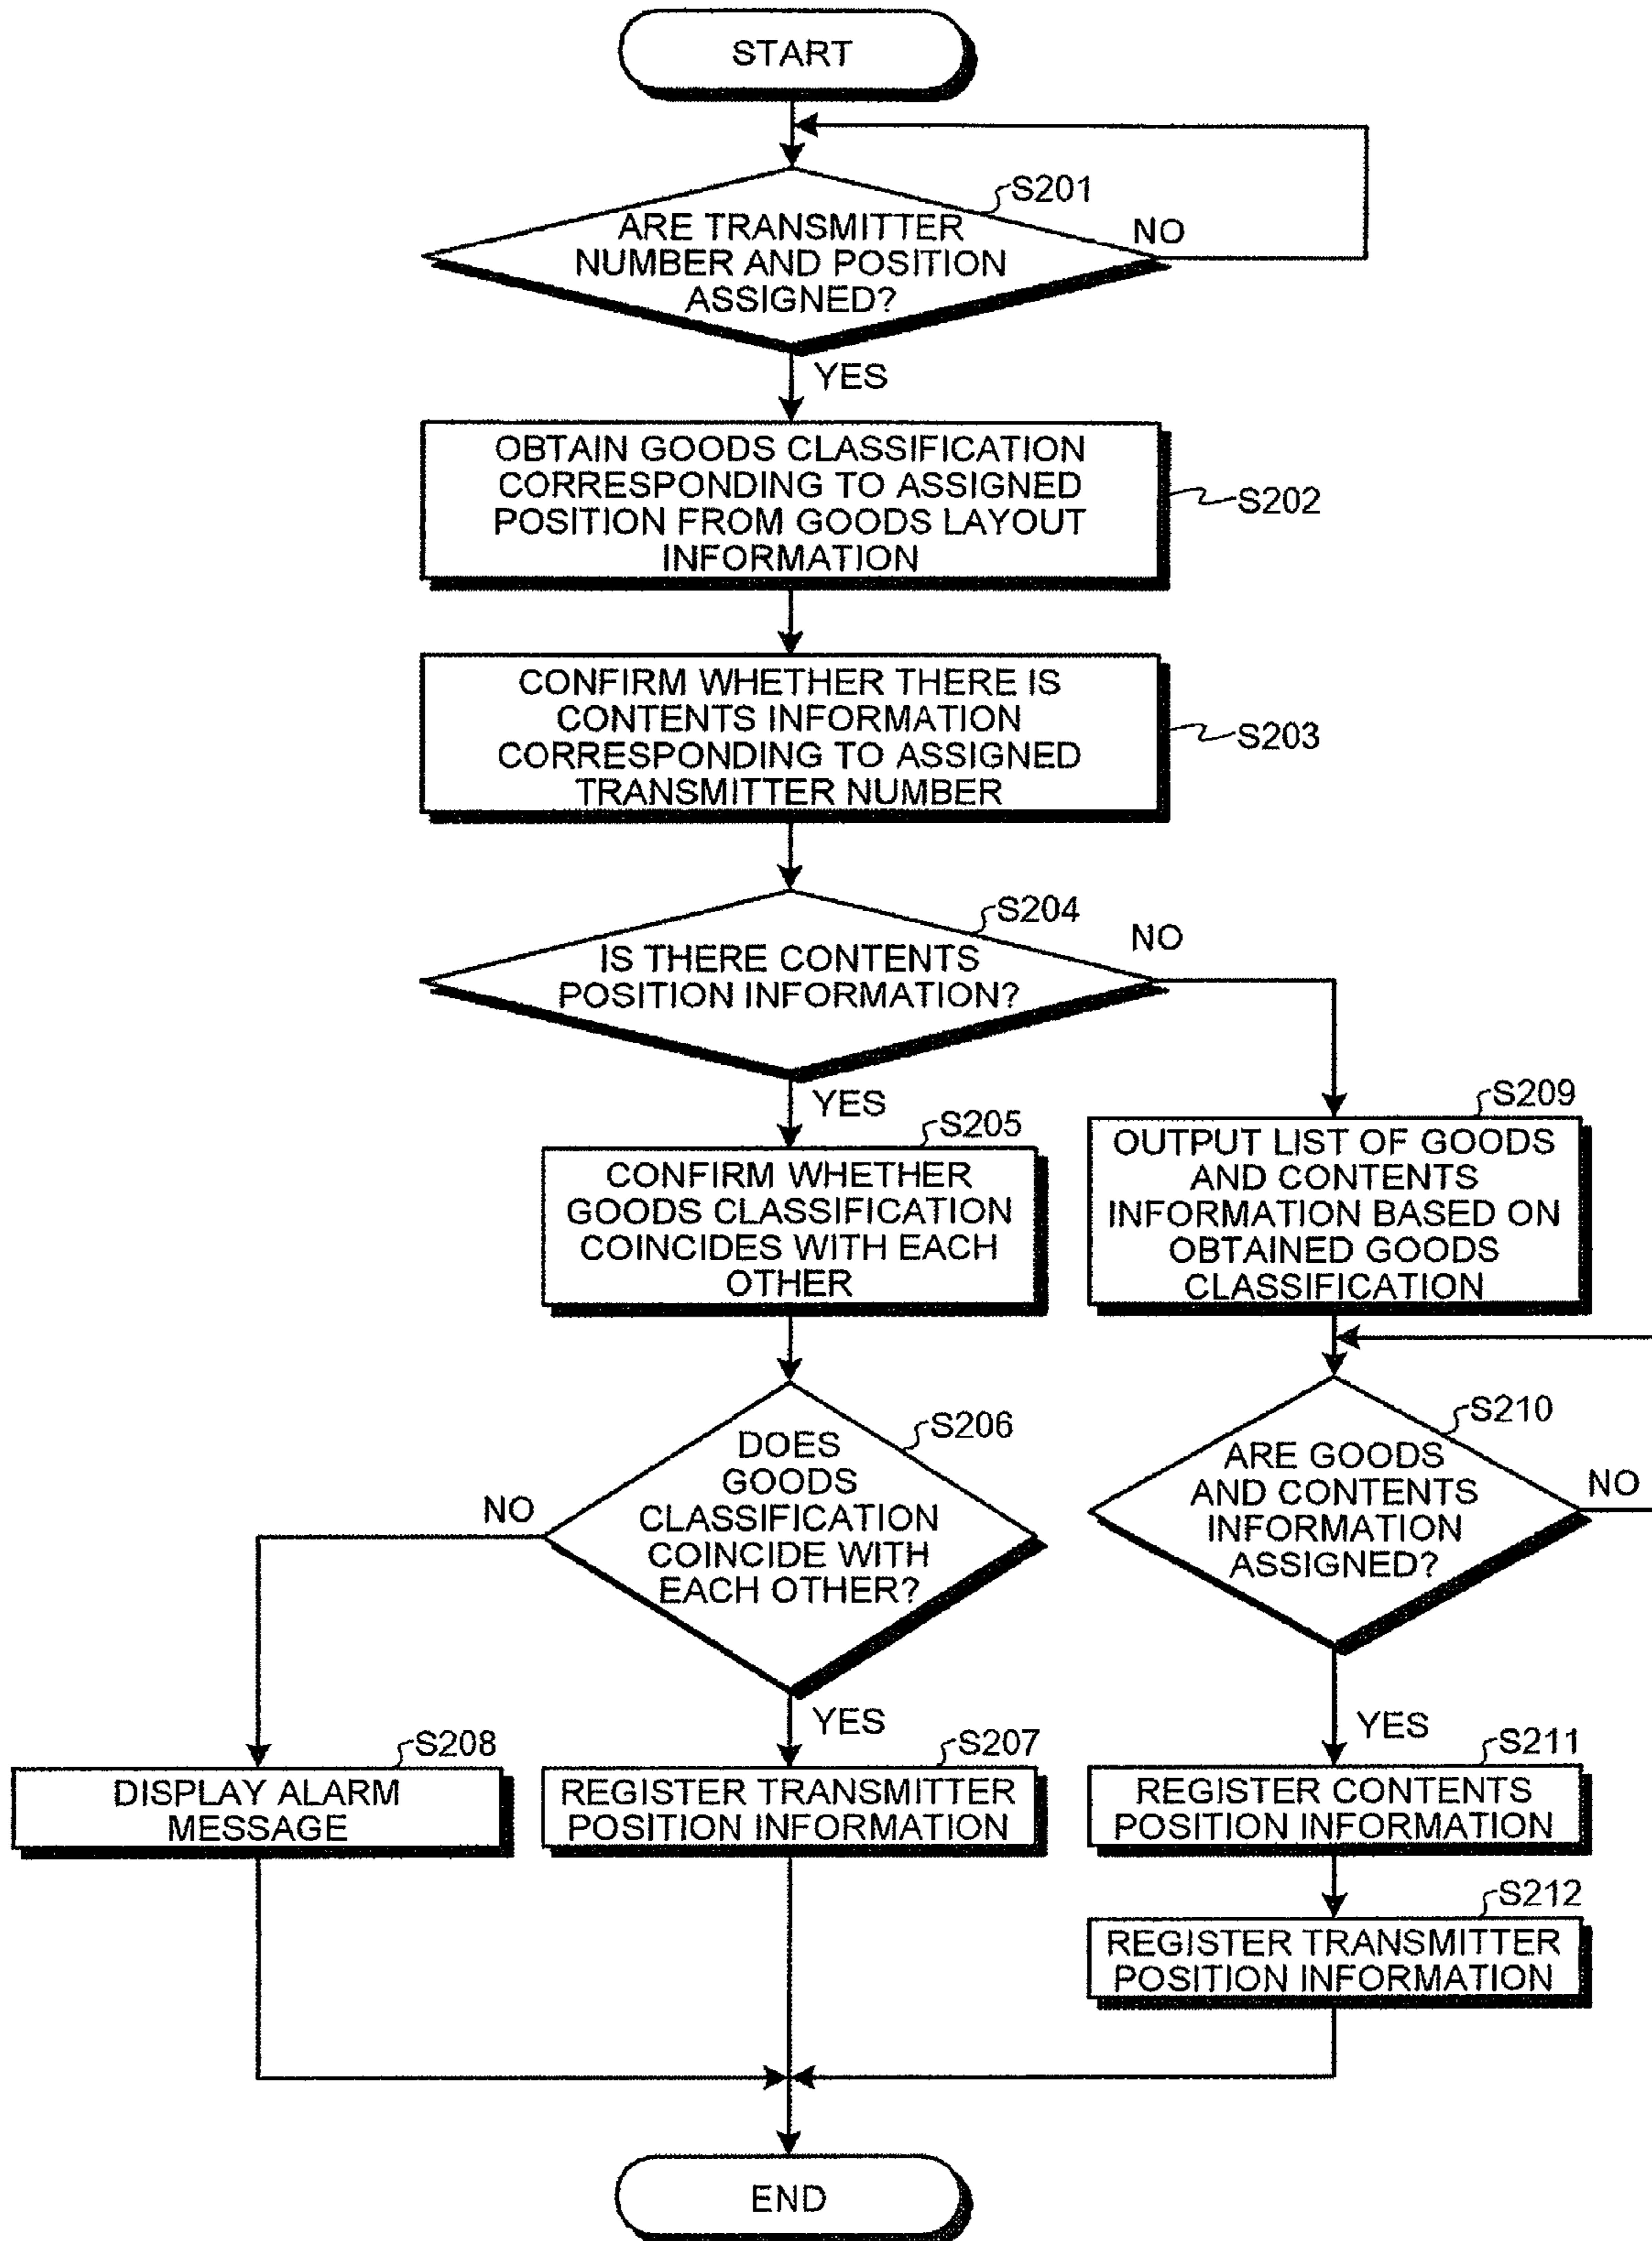 START
S201
ARE TRANSMITTER
NUMBER AND POSITION
ASSIGNED?
NO
YES
OBTAIN GOODS CLASSIFICATION
CORRESPONDING TO ASSIGNED
POSITION FROM GOODS LAYOUT
INFORMATION
S202
CONFIRM WHETHER THERE IS
CONTENTS INFORMATION
CORRESPONDING TO ASSIGNED
TRANSMITTER NUMBER
S203
S204
IS THERE CONTENTS
POSITION INFORMATION?
NO
YES
S205
CONFIRM WHETHER
GOODS CLASSIFICATION
COINCIDES WITH EACH
OTHER
S209
OUTPUT LIST OF GOODS
AND CONTENTS
INFORMATION BASED ON
OBTAINED GOODS
CLASSIFICATION
S206
DOES
GOODS
CLASSIFICATION
COINCIDE WITH
EACH OTHER?
NO
YES
S210
ARE GOODS
AND CONTENTS
INFORMATION
ASSIGNED?
NO
YES
S208
DISPLAY ALARM
MESSAGE
S207
REGISTER TRANSMITTER
POSITION INFORMATION
S211
REGISTER CONTENTS
POSITION INFORMATION
S212
REGISTER TRANSMITTER
POSITION INFORMATION
END